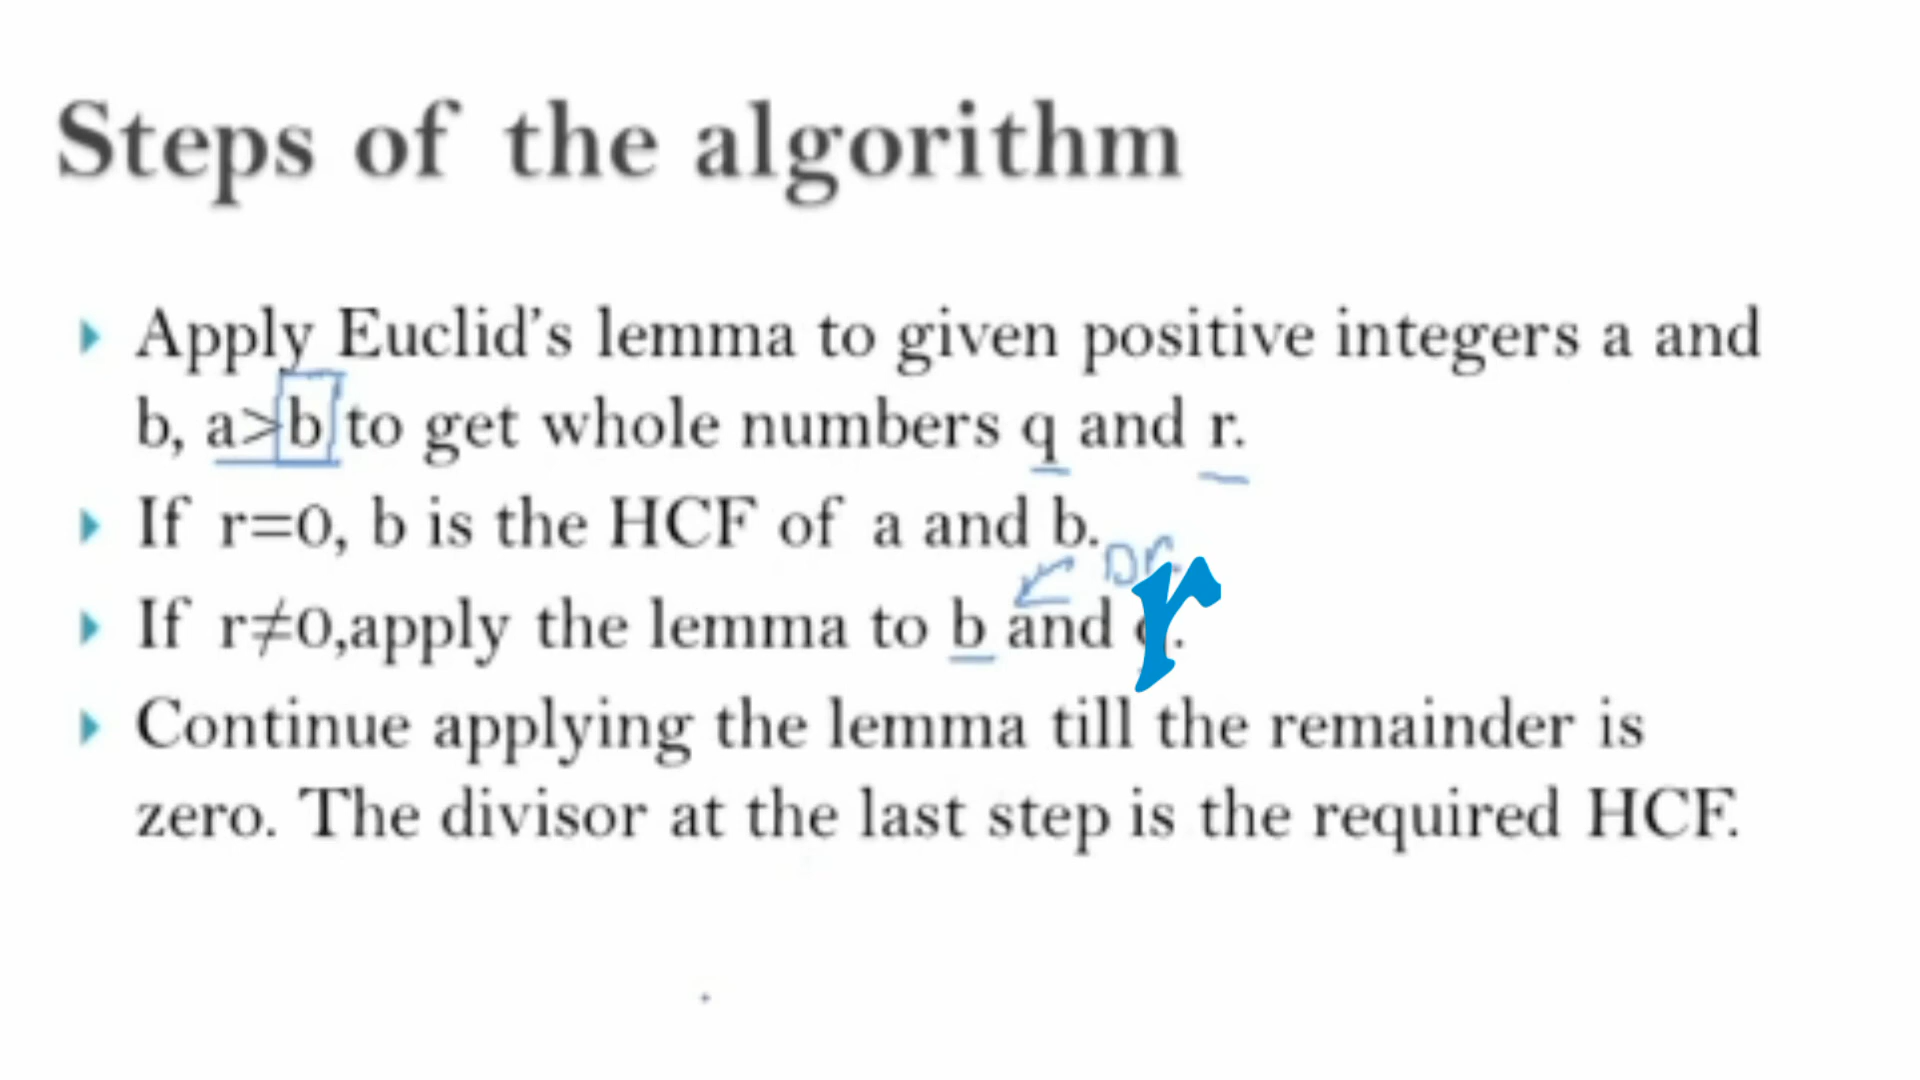 Steps of the algorithm
Apply Euclid's lemma to given positive integers a and
b, a>b to get whole numbers q and r.
If r=0, b is the HCF of a and b.
If r≠0,apply the lemma to b and r.
Continue applying the lemma till the remainder is
zero. The divisor at the last step is the required HCF.